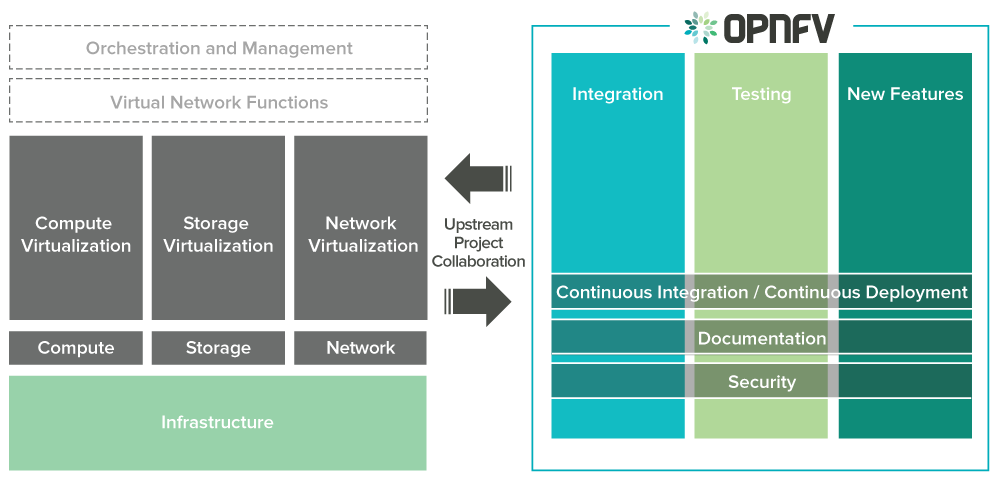 Orchestration and Management
Virtual Network Functions
Compute
Virtualization
Storage
Virtualization
Network
Virtualization
Compute
Storage
Network
Infrastructure
Upstream
Project
Collaboration
OPNFV
Integration
Testing
New Features
Continuous Integration / Continuous Deployment
Documentation
Security